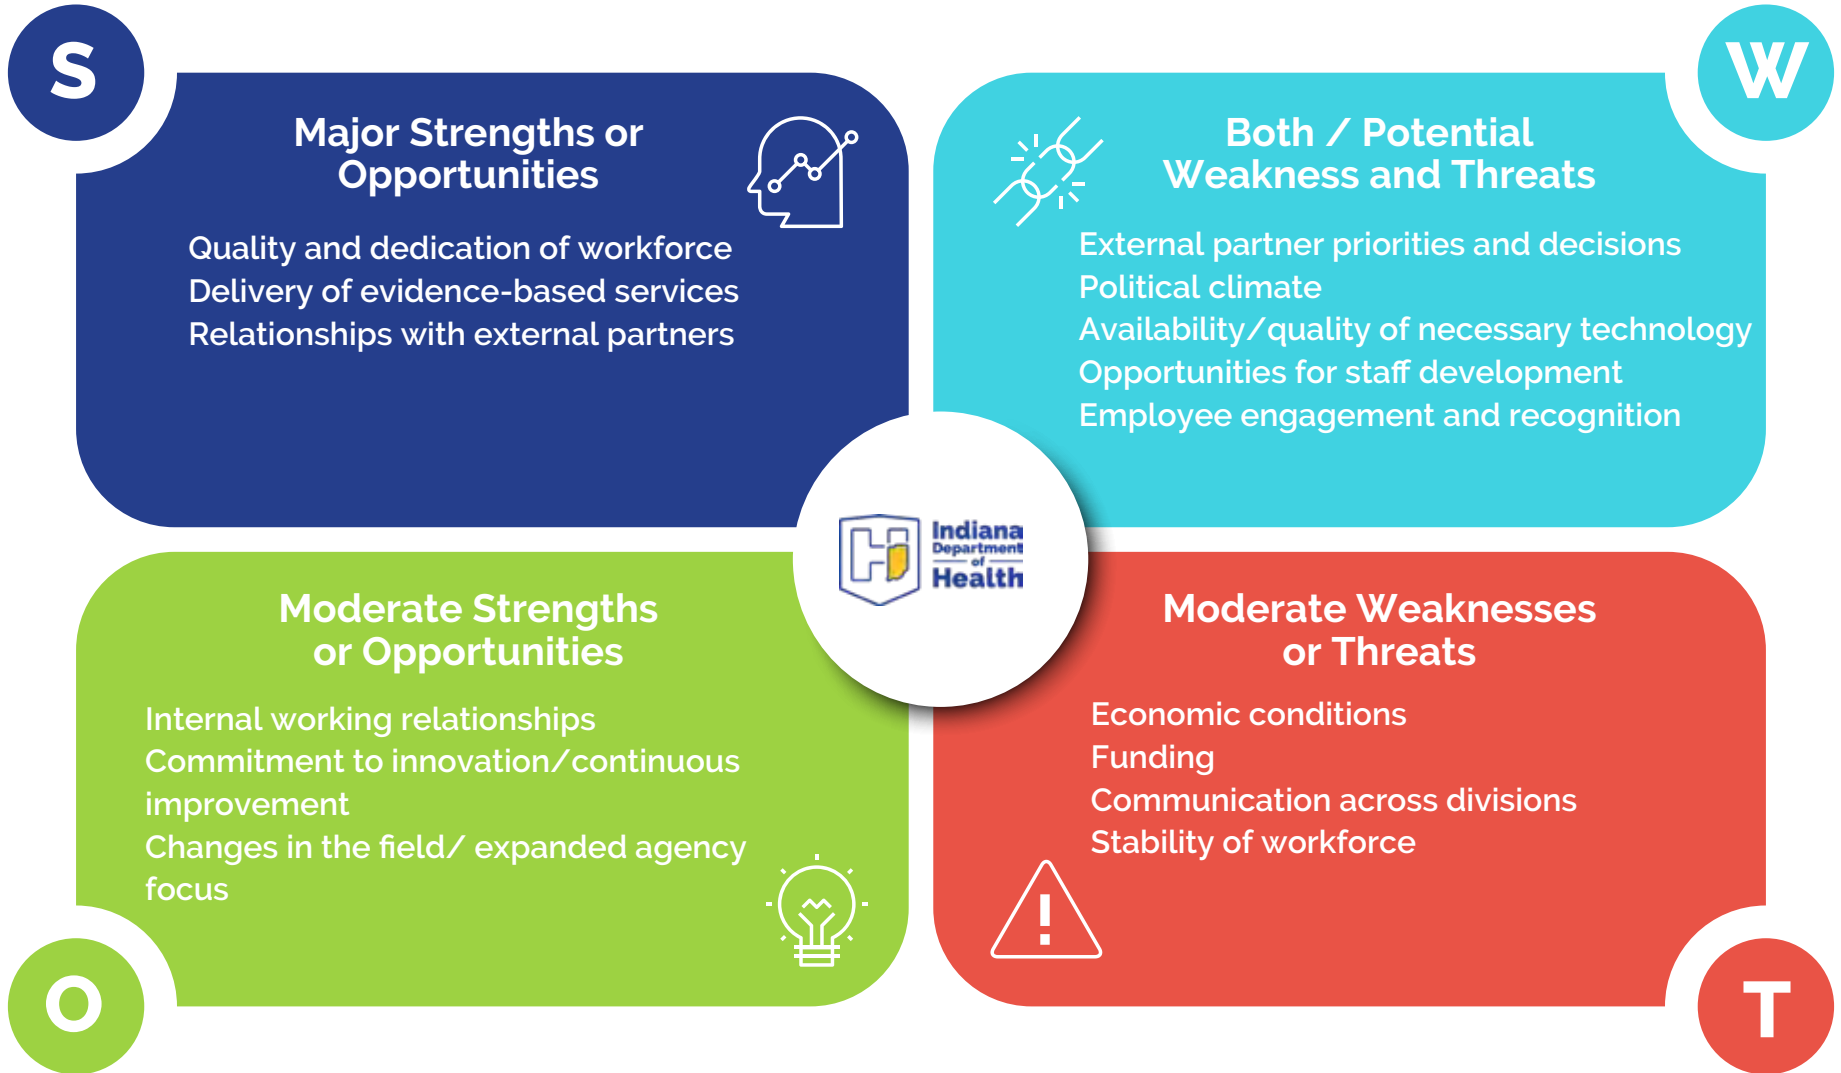 S
Major Strengths or
Opportunities
Quality and dedication of workforce
Delivery of evidence-based services
Relationships with external partners
W
Both / Potential
Weakness and Threats
External partner priorities and decisions
Political climate
Availability/quality of necessary technology
Opportunities for staff development
Employee engagement and recognition
Indiana
Department
of
Health
Moderate Strengths
or Opportunities
Internal working relationships
Commitment to innovation/continuous
improvement
Changes in the field/ expanded agency
focus
O
Moderate Weaknesses
or Threats
Economic conditions
Funding
Communication across divisions
Stability of workforce
!
T